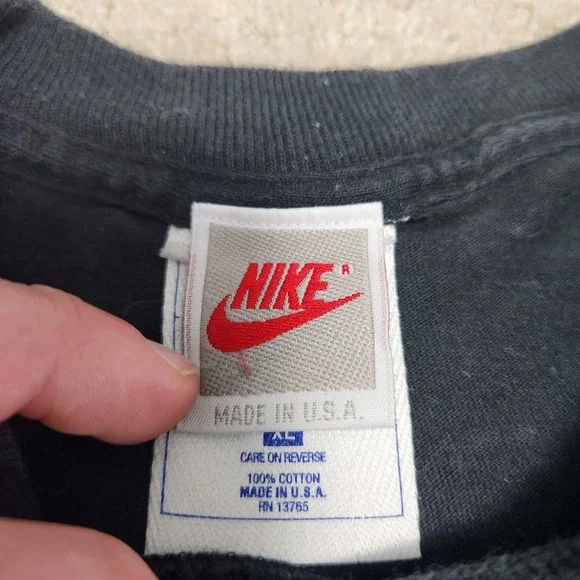 NIKE®
MADE IN U.S.A.
XL
CARE ON REVERSE
100% COTTON
MADE IN U.S.A.
RN 13765